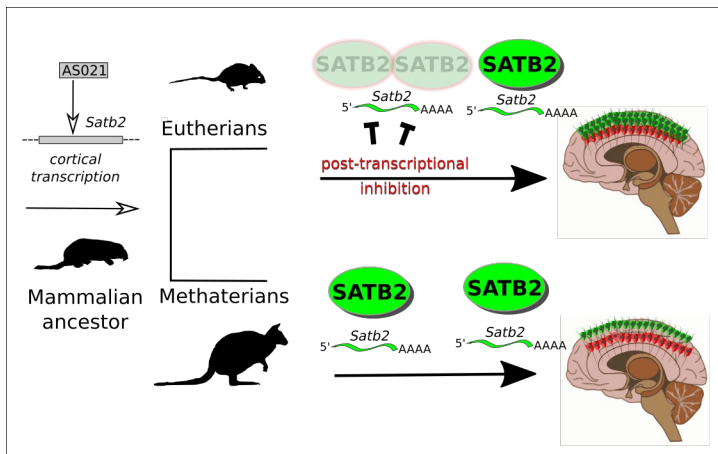 AS021
Satb2
cortical
transcription
Mammalian
ancestor
Eutherians
SATB2 SATB2 SATB2
Satb2 Satb2
5' AAAA 5' AAAA
post-transcriptional
inhibition
Methaterians
SATB2 SATB2
Satb2 Satb2
5' AAAA 5' AAAA